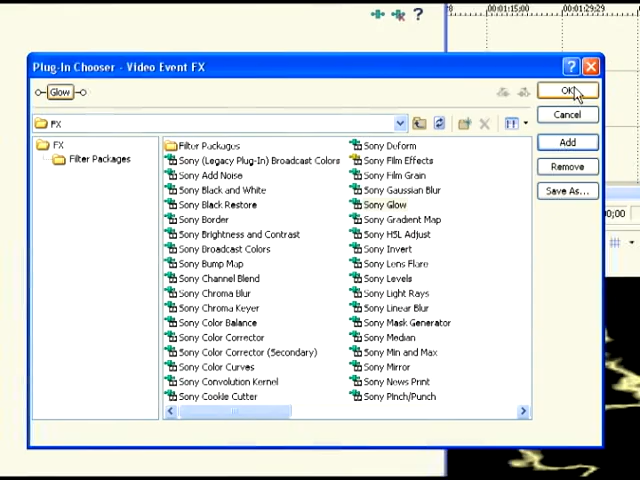 00:01:15;00
00:01:29;29
?
Plug-In Chooser - Video Event FX
?
Glow
OK
FX
Cancel
FX
Filter Packages
Filter Packages
Sony (Legacy Plug-In) Broadcast Colors
Sony Add Noise
Sony Black and White
Sony Black Restore
Sony Border
Sony Brightness and Contrast
Sony Broadcast Colors
Sony Bump Map
Sony Channel Blend
Sony Chroma Blur
Sony Chroma Keyer
Sony Color Balance
Sony Color Corrector
Sony Color Corrector (Secondary)
Sony Color Curves
Sony Convolution Kernel
Sony Cookie Cutter
Sony Deform
Sony Film Effects
Sony Film Grain
Sony Gaussian Blur
Sony Glow
Sony Gradient Map
Sony HSL Adjust
Sony Invert
Sony Lens Flare
Sony Levels
Sony Light Rays
Sony Linear Blur
Sony Mask Generator
Sony Median
Sony Min and Max
Sony Mirror
Sony News Print
Sony Pinch/Punch
Add
Remove
Save As...
;00